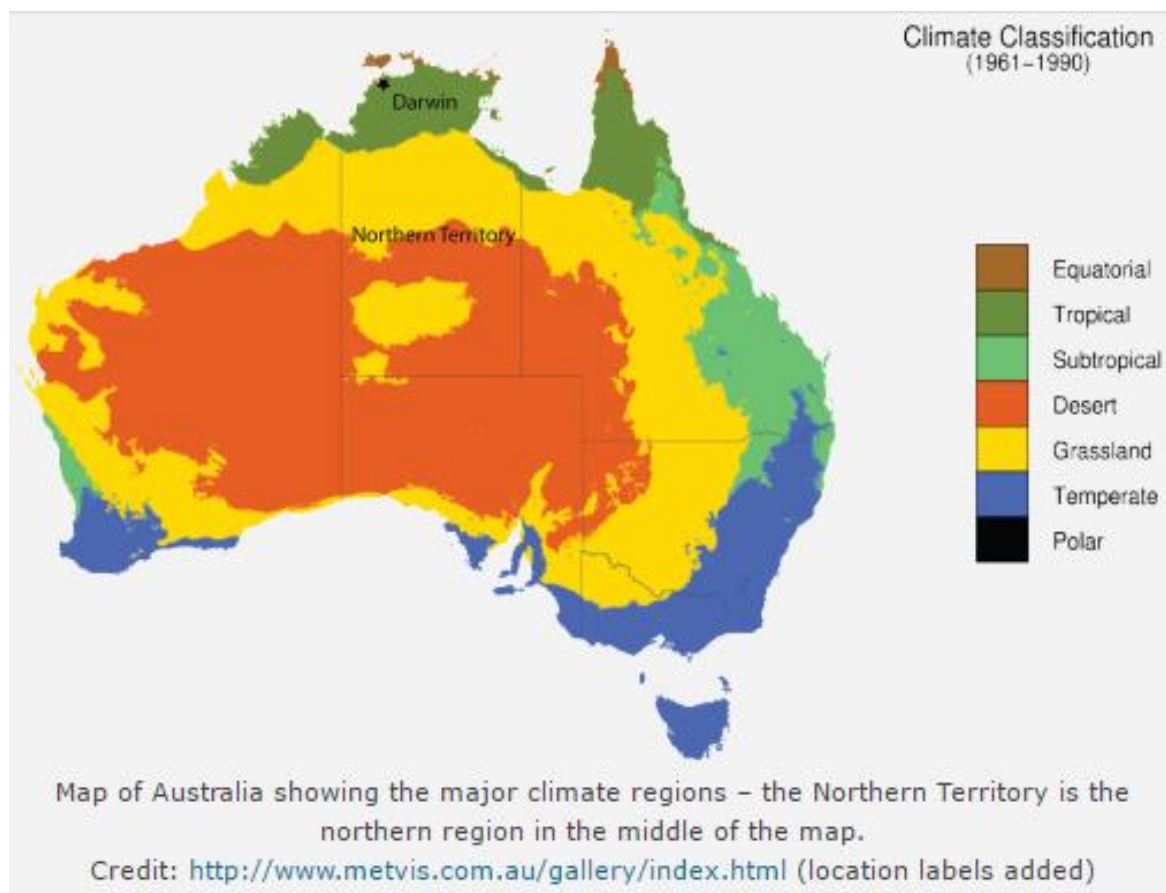 Climate Classification
(1961−1990)
Darwin
Northern Territory
Equatorial
Tropical
Subtropical
Desert
Grassland
Temperate
Polar
Map of Australia showing the major climate regions – the Northern Territory is the
northern region in the middle of the map.
Credit: http://www.metvis.com.au/gallery/index.html (location labels added)